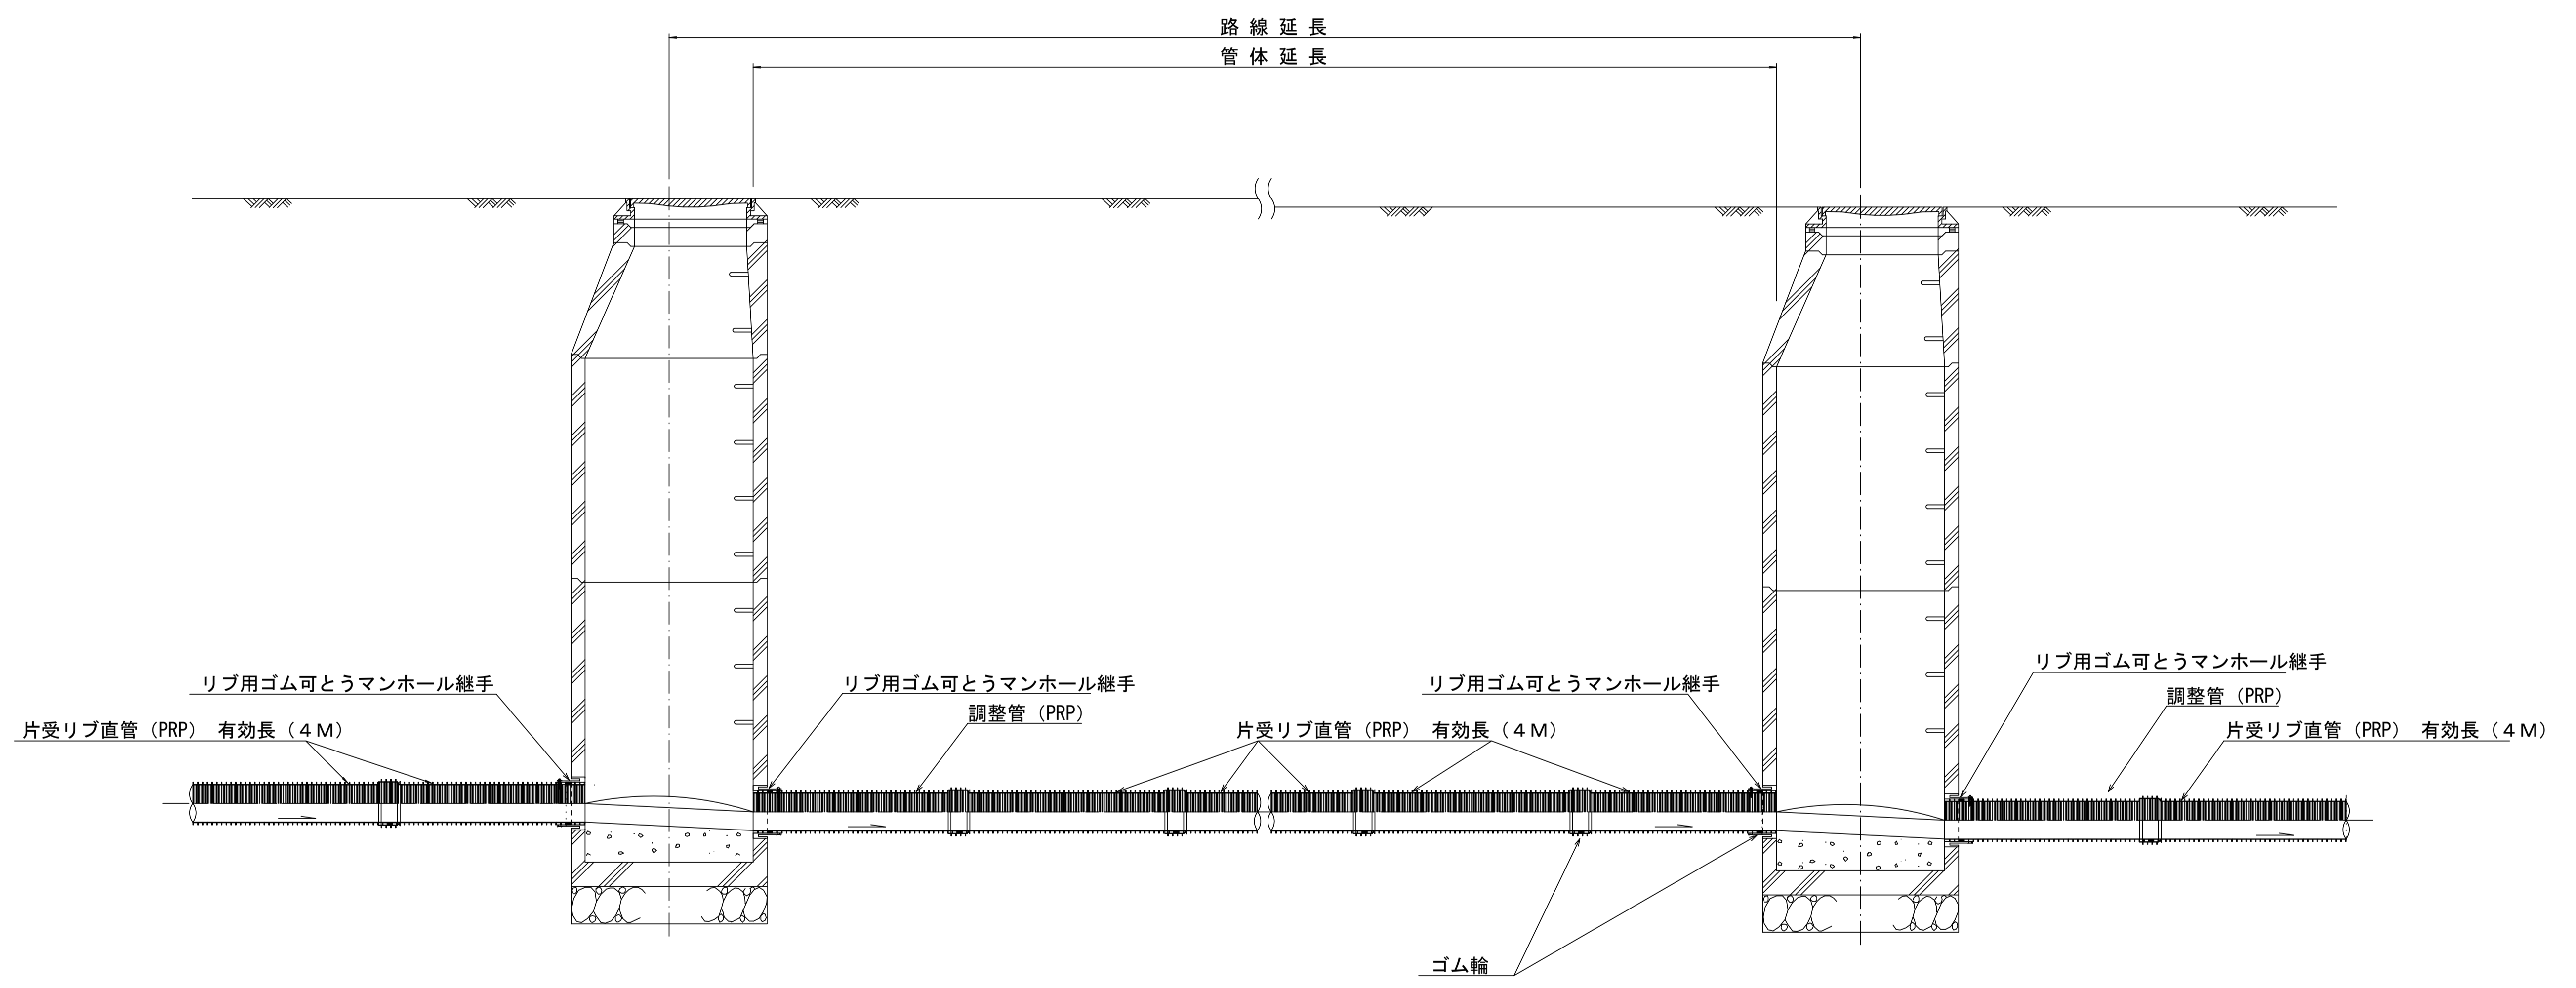 路線延長
管体延長
リブ用ゴム可とうマンホール継手
片受リブ直管（PRP） 有効長（４Ｍ）
リブ用ゴム可とうマンホール継手
調整管（PRP）
片受リブ直管（PRP） 有効長（４Ｍ）
リブ用ゴム可とうマンホール継手
リブ用ゴム可とうマンホール継手
調整管（PRP）
片受リブ直管（PRP） 有効長（４Ｍ）
ゴム輪